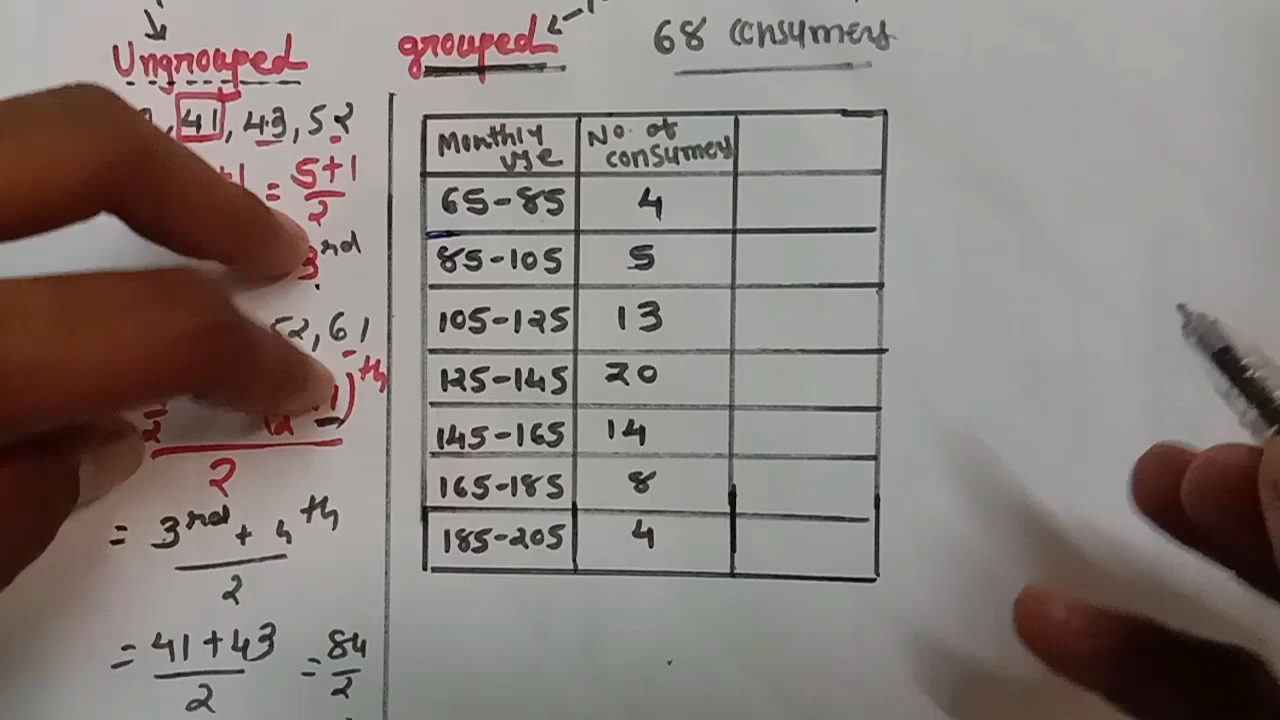 Ungrouped
41, 43, 52
= 5+1
2
3rd
52, 61
th
2
= 3rd + 4th
2
= 41+43 = 84
2 2
grouped
68 consumers
Monthly use No. of consumers
65-85 4
85-105 5
105-125 13
125-145 20
145-165 14
165-185 8
185-205 4